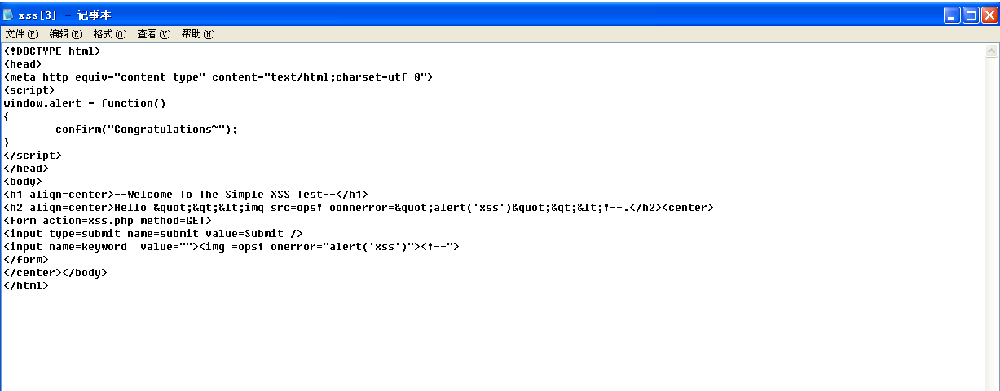 xss[3] - 记事本
文件(F) 编辑(E) 格式(O) 查看(V) 帮助(H)
<!DOCTYPE html>
<head>
<meta http-equiv="content-type" content="text/html;charset=utf-8">
<script>
window.alert = function()
{
        confirm("Congratulations~");
}
</script>
</head>
<body>
<h1 align=center>--Welcome To The Simple XSS Test--</h1>
<h2 align=center>Hello &quot;&gt;&lt;img src=ops! oonnerror=&quot;alert('xss')&quot;&gt;&lt;!--.</h2><center>
<form action=xss.php method=GET>
<input type=submit name=submit value=Submit />
<input name=keyword  value=""><img =ops! onerror="alert('xss')"><!--">
</form>
</center></body>
</html>